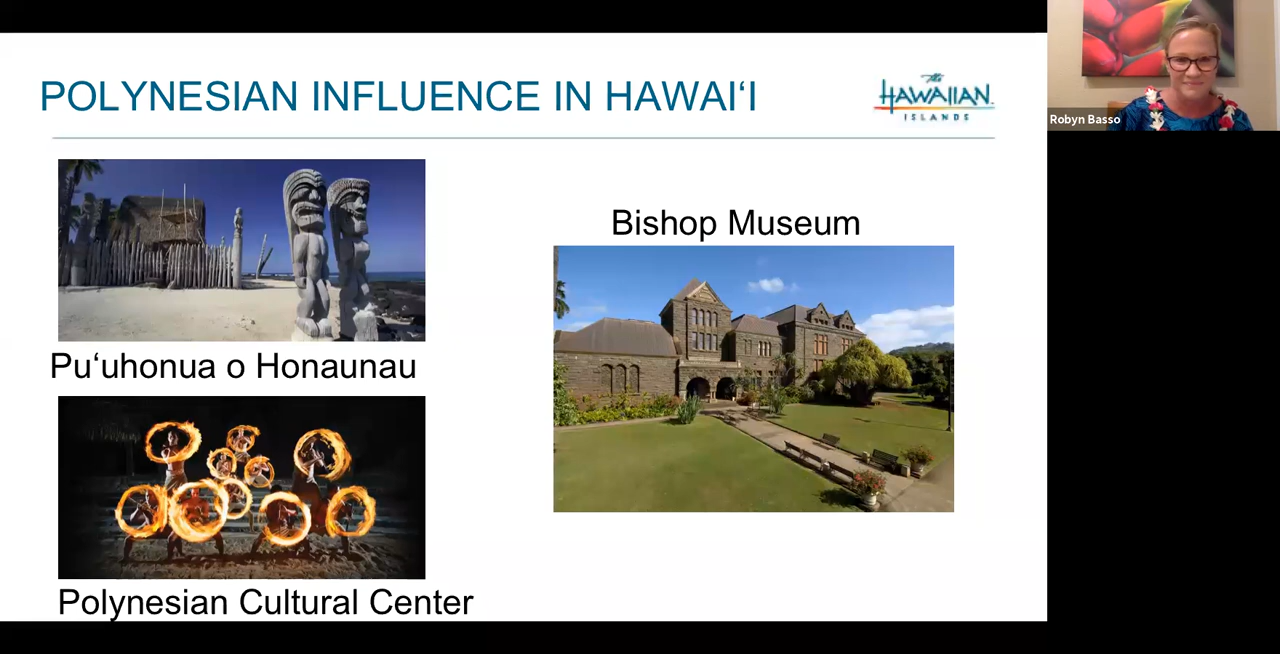 POLYNESIAN INFLUENCE IN HAWAI‘I
The
HAWAIIAN
ISLANDS
Robyn Basso
Bishop Museum
Pu‘uhonua o Honaunau
Polynesian Cultural Center